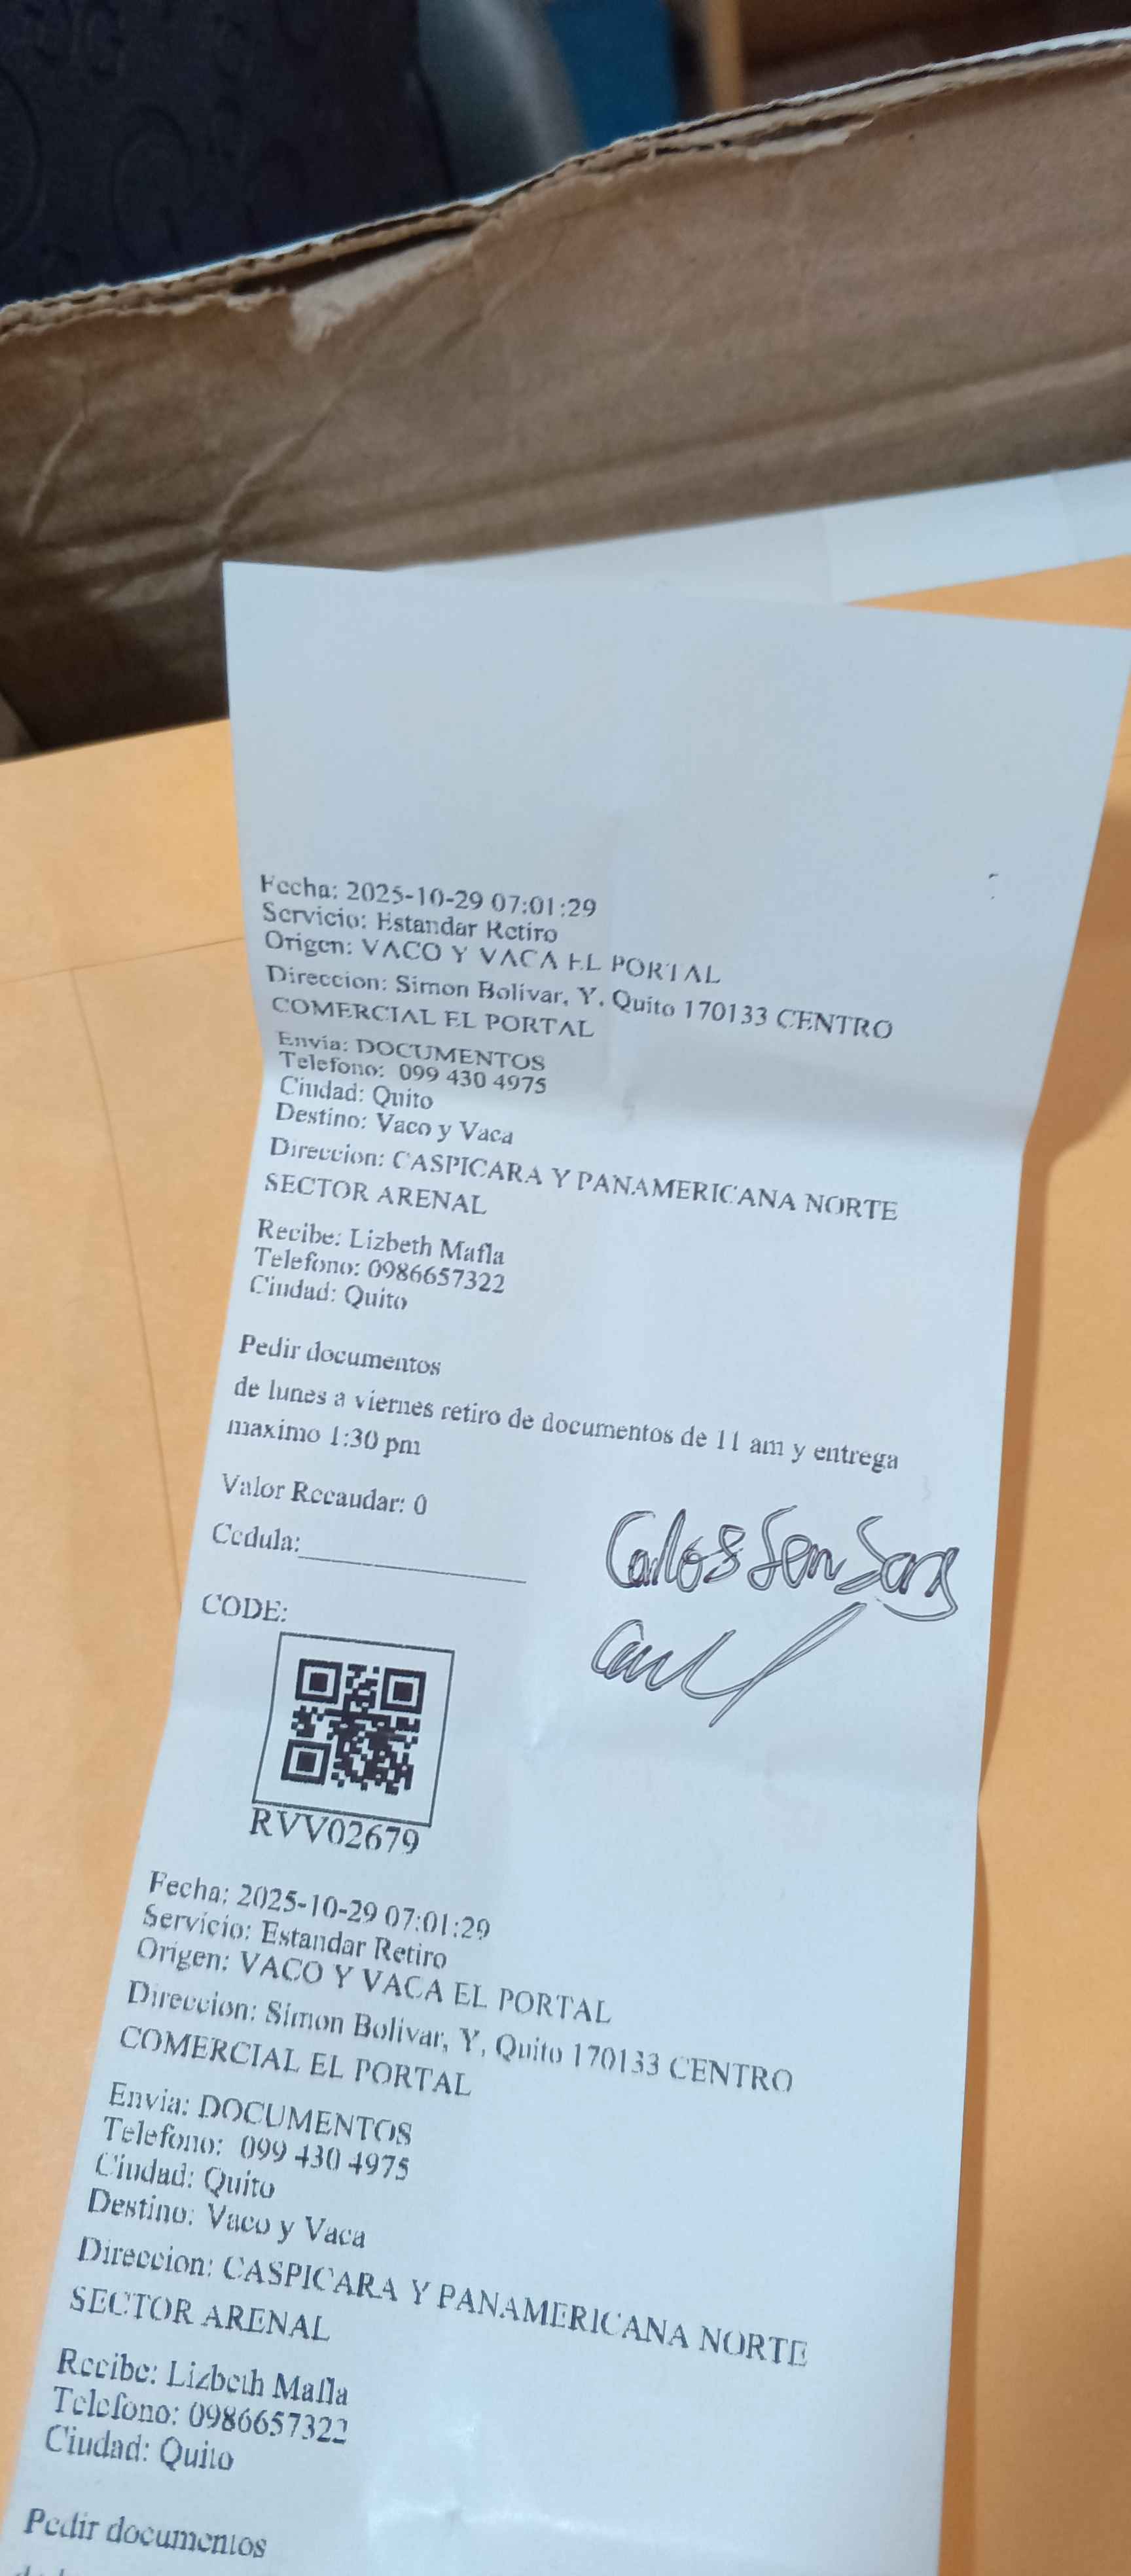 Fecha: 2025-10-29 07:01:29
Servicio: Estandar Retiro
Origen: VACO Y VACA EL PORTAL
Direccion: Simon Bolivar, Y, Quito 170133 CENTRO
COMERCIAL EL PORTAL
Envia: DOCUMENTOS
Telefono: 099 430 4975
Ciudad: Quito
Destino: Vaco y Vaca
Direccion: CASPICARA Y PANAMERICANA NORTE
SECTOR ARENAL
Recibe: Lizbeth Mafla
Telefono: 0986657322
Ciudad: Quito
Pedir documentos
de lunes a viernes retiro de documentos de 11 am y entrega
maximo 1:30 pm
Valor Recaudar: 0
Cedula:
Carlos
CODE:
RVV02679
Fecha: 2025-10-29 07:01:29
Servicio: Estandar Retiro
Origen: VACO Y VACA EL PORTAL
Direccion: Simon Bolivar, Y, Quito 170133 CENTRO
COMERCIAL EL PORTAL
Envia: DOCUMENTOS
Telefono: 099 430 4975
Ciudad: Quito
Destino: Vaco y Vaca
Direccion: CASPICARA Y PANAMERICANA NORTE
SECTOR ARENAL
Recibe: Lizbeth Mafla
Telefono: 0986657322
Ciudad: Quito
Pedir documentos